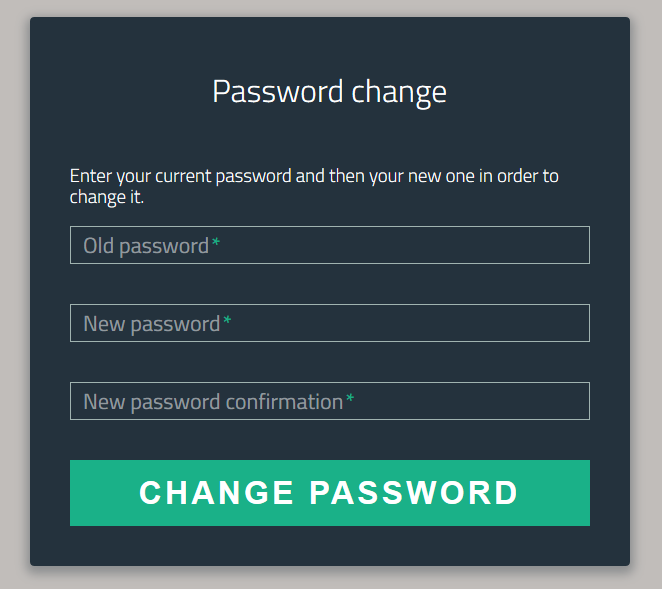 Password change
Enter your current password and then your new one in order to
change it.
Old password*
New password*
New password confirmation*
CHANGE PASSWORD